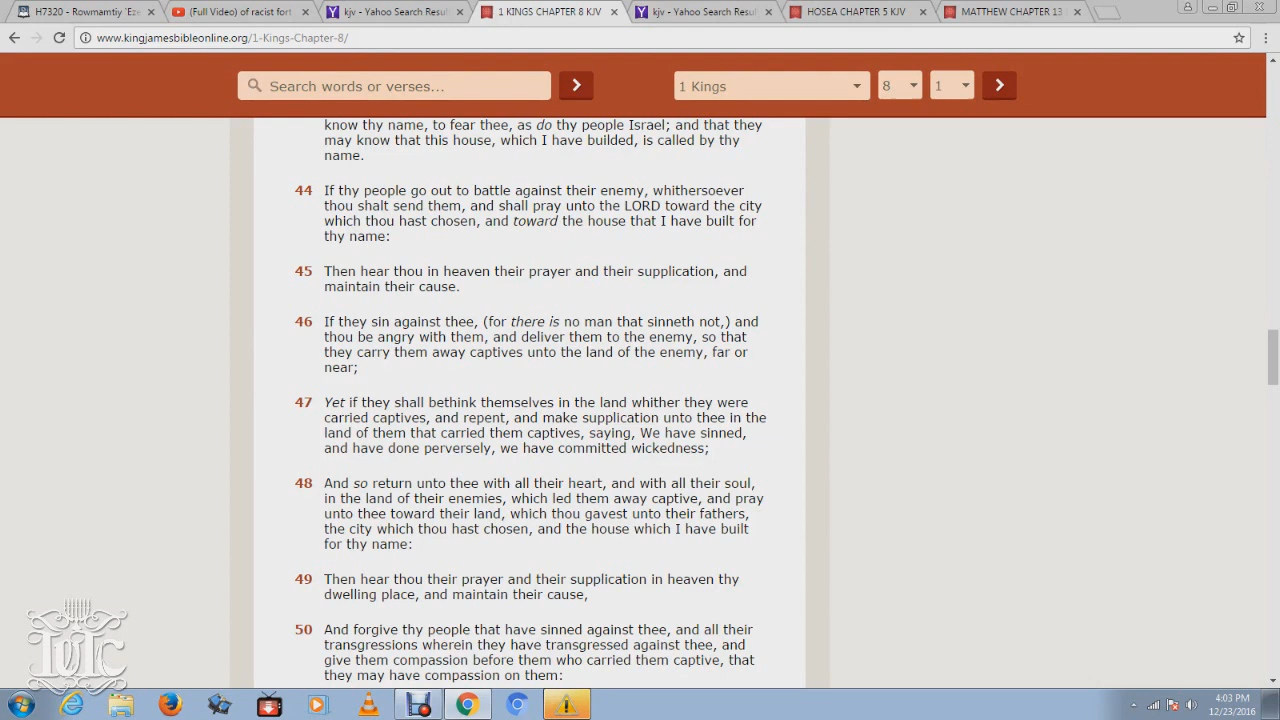 H7320 - Rowmamtiy 'Eze
(Full Video) of racist fort
kjv - Yahoo Search Resul
1 KINGS CHAPTER 8 KJV
kjv - Yahoo Search Resul
HOSEA CHAPTER 5 KJV
MATTHEW CHAPTER 13
www.kingjamesbibleonline.org/1-Kings-Chapter-8/
Search words or verses...
1 Kings
8
1
know thy name, to fear thee, as do thy people Israel; and that they
may know that this house, which I have builded, is called by thy
name.
44 If thy people go out to battle against their enemy, whithersoever
thou shalt send them, and shall pray unto the LORD toward the city
which thou hast chosen, and toward the house that I have built for
thy name:
45 Then hear thou in heaven their prayer and their supplication, and
maintain their cause.
46 If they sin against thee, (for there is no man that sinneth not,) and
thou be angry with them, and deliver them to the enemy, so that
they carry them away captives unto the land of the enemy, far or
near;
47 Yet if they shall bethink themselves in the land whither they were
carried captives, and repent, and make supplication unto thee in the
land of them that carried them captives, saying, We have sinned,
and have done perversely, we have committed wickedness;
48 And so return unto thee with all their heart, and with all their soul,
in the land of their enemies, which led them away captive, and pray
unto thee toward their land, which thou gavest unto their fathers,
the city which thou hast chosen, and the house which I have built
for thy name:
49 Then hear thou their prayer and their supplication in heaven thy
dwelling place, and maintain their cause,
50 And forgive thy people that have sinned against thee, and all their
transgressions wherein they have transgressed against thee, and
give them compassion before them who carried them captive, that
they may have compassion on them:
IUIC
4:03 PM
12/23/2016